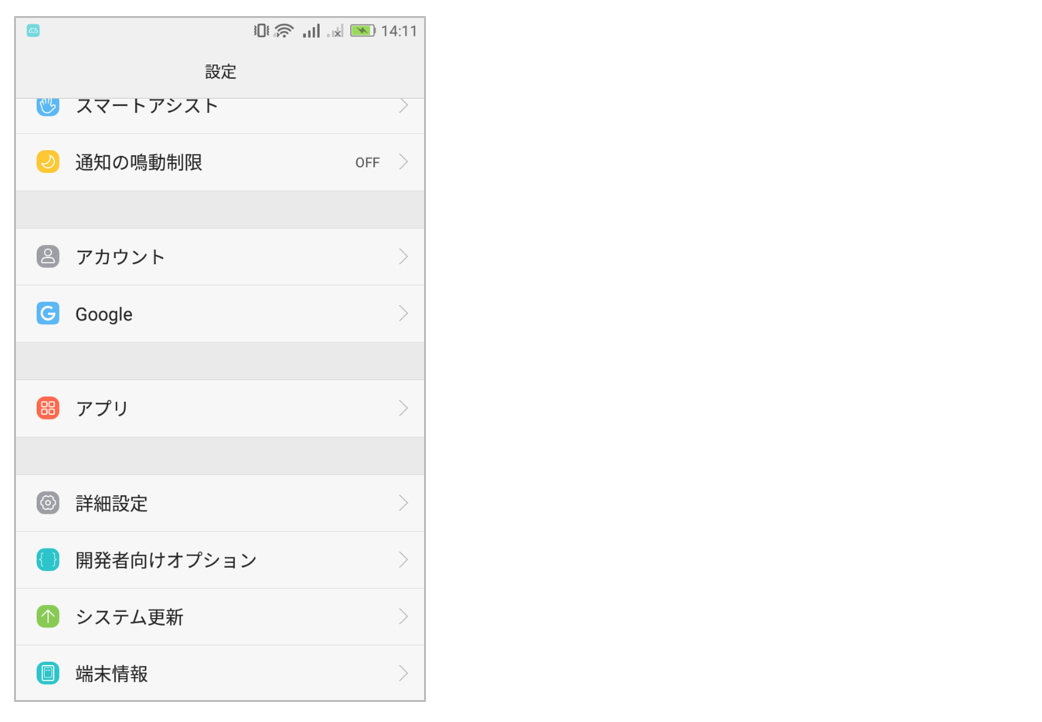 14:11
設定
スマートアシスト
通知の鳴動制限 OFF
アカウント
Google
アプリ
詳細設定
開発者向けオプション
システム更新
端末情報